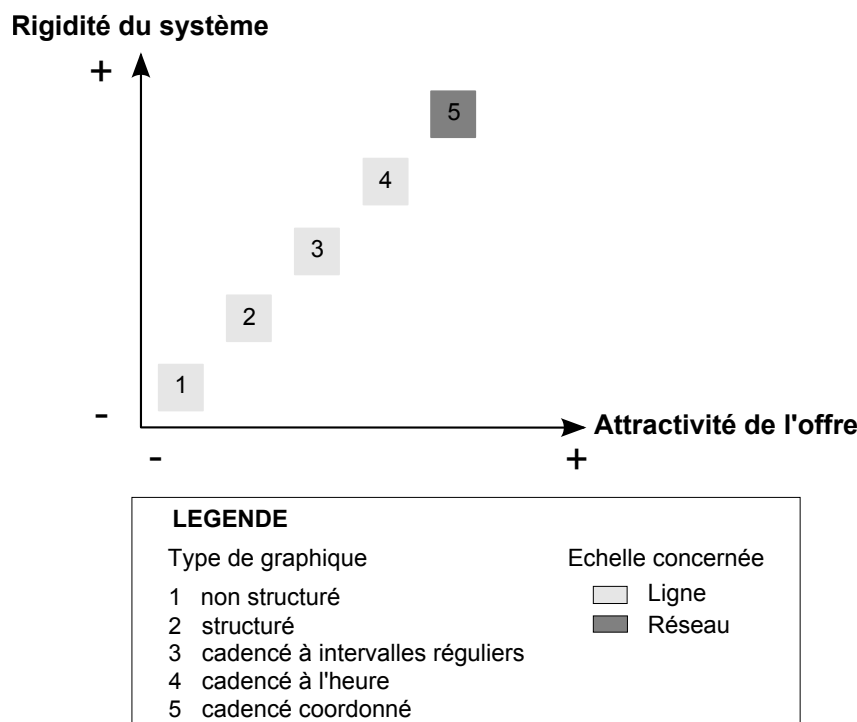 Rigidité du système
+
5
4
3
2
1
-
Attractivité de l'offre
-
+
LEGENDE
Type de graphique
Echelle concernée
1 non structuré
Ligne
2 structuré
Réseau
3 cadencé à intervalles réguliers
4 cadencé à l'heure
5 cadencé coordonné